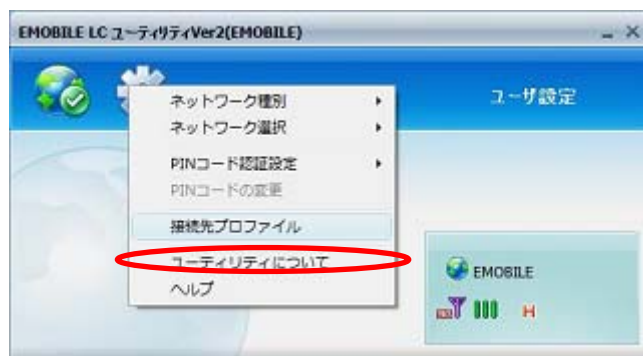 EMOBILE LC ユーティリティVer2(EMOBILE)
ユーザ設定
ネットワーク種別
ネットワーク選択
PINコード認証設定
PINコードの変更
接続先プロファイル
ユーティリティについて
ヘルプ
EMOBILE
H